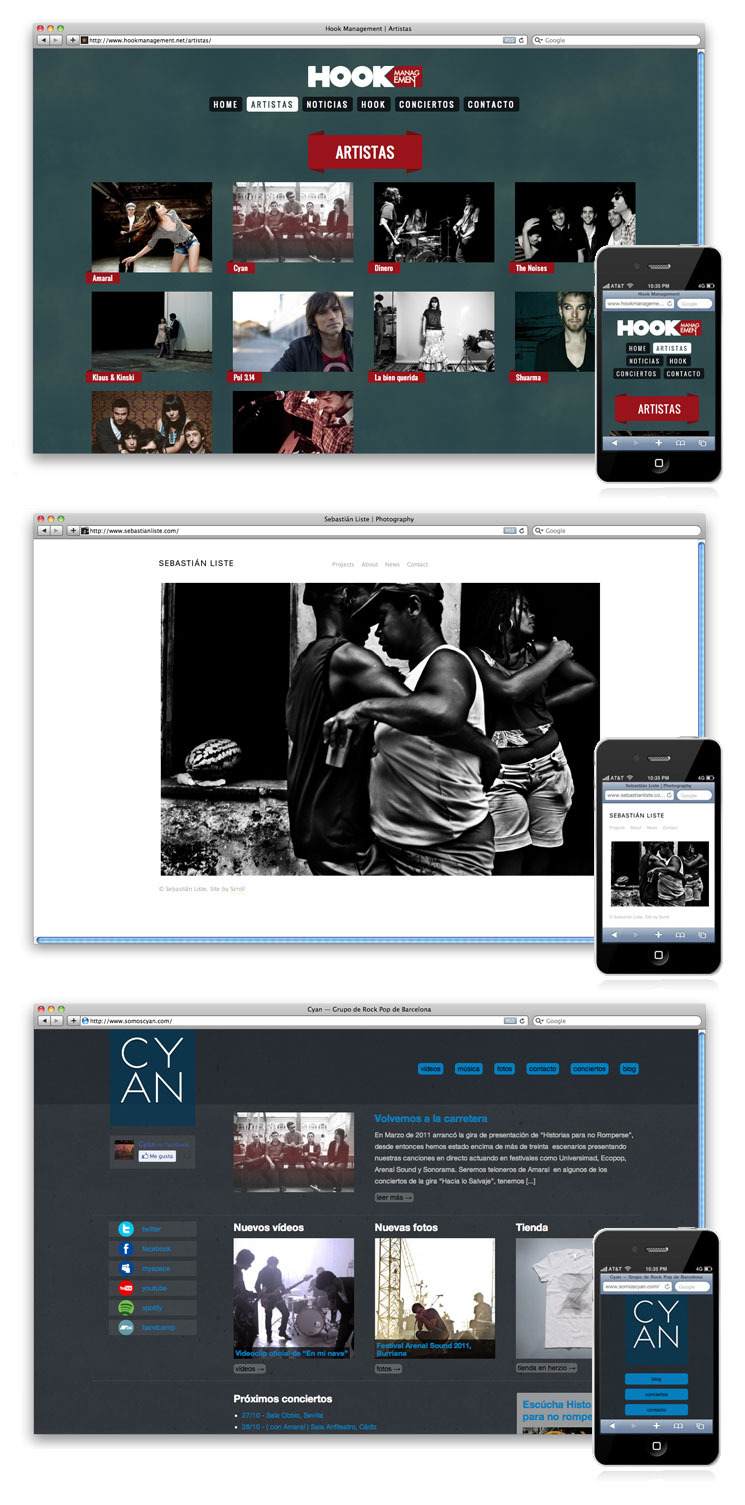 Hook Management | Artistas
http://www.hookmanagement.net/artistas/
RSS
Google
HOOK MANAGEMENT
HOME ARTISTAS NOTICIAS HOOK CONCIERTOS CONTACTO
ARTISTAS
Amaral
Cyan
Dinero
The Noises
Klaus & Kinski
Pol 3.14
La bien querida
Shuarma
AT&T 10:35 PM 4G
Hook Management
www.hookmanageme...
Google
HOOK MANAGEMENT
HOME ARTISTAS
NOTICIAS HOOK
CONCIERTOS CONTACTO
ARTISTAS
Sebastián Liste | Photography
http://www.sebastianliste.com/
RSS
Google
SEBASTIÁN LISTE
Projects About News Contact
© Sebastián Liste. Site by Scroll
AT&T 10:35 PM 4G
Sebastián Liste | Photography
www.sebastianliste.co...
Google
SEBASTIÁN LISTE
Projects About News Contact
© Sebastián Liste. Site by Scroll
Cyan — Grupo de Rock Pop de Barcelona
http://www.somoscyan.com/
RSS
Google
CY
AN
vídeos música fotos contacto conciertos blog
Cyan en Facebook
Me gusta
Volvemos a la carretera
En Marzo de 2011 arrancó la gira de presentación de "Historias para no Romperse",
desde entonces hemos estado encima de más de treinta escenarios presentando
nuestras canciones en directo actuando en festivales como Universimad, Ecopop,
Arenal Sound y Sonorama. Seremos teloneros de Amaral en algunos de los
conciertos de la gira "Hacia lo Salvaje", tenemos [...]
leer más →
twitter
facebook
myspace
youtube
spotify
bandcamp
Nuevos vídeos
Videoclip oficial de "En mi nave"
vídeos →
Nuevas fotos
Festival Arenal Sound 2011,
Burriana
fotos →
Tienda
tienda en herzio →
Próximos conciertos
27/10 - Sala Obbio, Sevilla
28/10 - ( con Amaral ) Sala Anfiteatro, Cádiz
Escúcha Histo
para no rompe
AT&T 10:35 PM 4G
Cyan — Grupo de Rock Pop de Barcelona
www.somoscyan.com/
Google
CY
AN
blog
conciertos
contacto